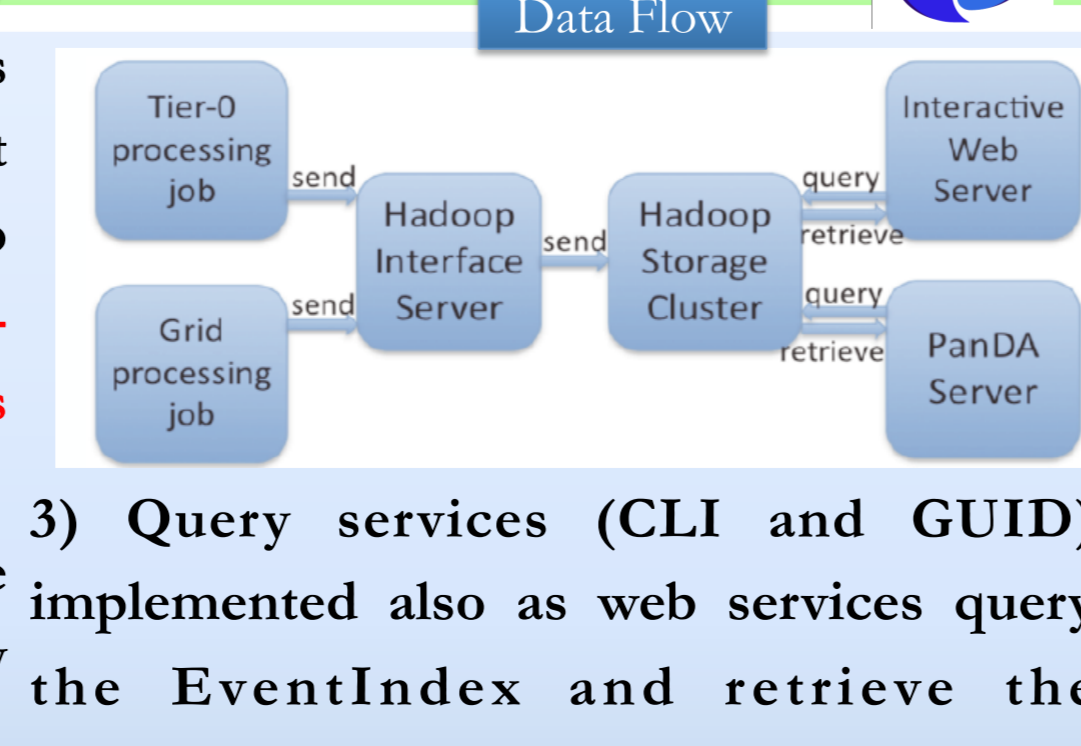 Data Flow
Tier-0
processing
job
send
Grid
processing
job
send
Hadoop
Interface
Server
send
Hadoop
Storage
Cluster
query
retrieve
query
retrieve
Interactive
Web
Server
PanDA
Server
3) Query services (CLI and GUID)
implemented also as web services query
the EventIndex and retrieve the